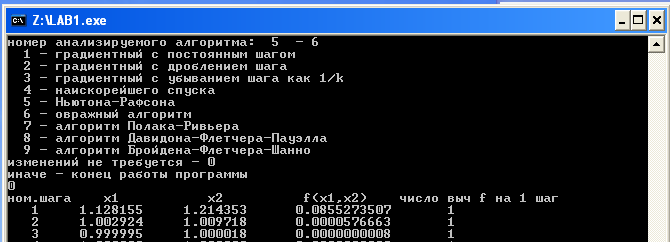 Z:\LAB1.exe
номер анализируемого алгоритма:  5  - 6
1 - градиентный с постоянным шагом
2 - градиентный с дроблением шага
3 - градиентный с убыванием шага как 1/k
4 - наискорейшего спуска
5 - Ньютона-Рафсона
6 - овражный алгоритм
7 - алгоритм Полака-Ривьера
8 - алгоритм Давидона-Флетчера-Пауэлла
9 - алгоритм Бройдена-Флетчера-Шанно
изменений не требуется - 0
иначе - конец работы программы
0
ном.шага x1 x2 f(x1,x2) число выч f на 1 шаг
1 1.128155 1.214353 0.0855273507 1
2 1.002924 1.009718 0.0000576663 1
3 0.999995 1.000018 0.0000000008 1